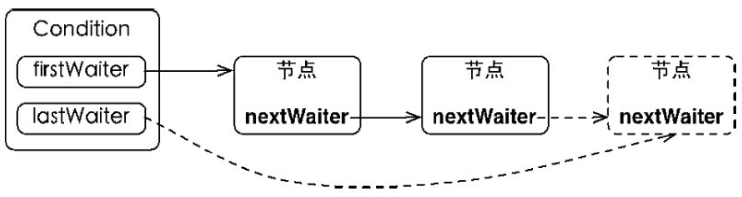 Condition
firstWaiter
lastWaiter
节点
nextWaiter
节点
nextWaiter
节点
nextWaiter